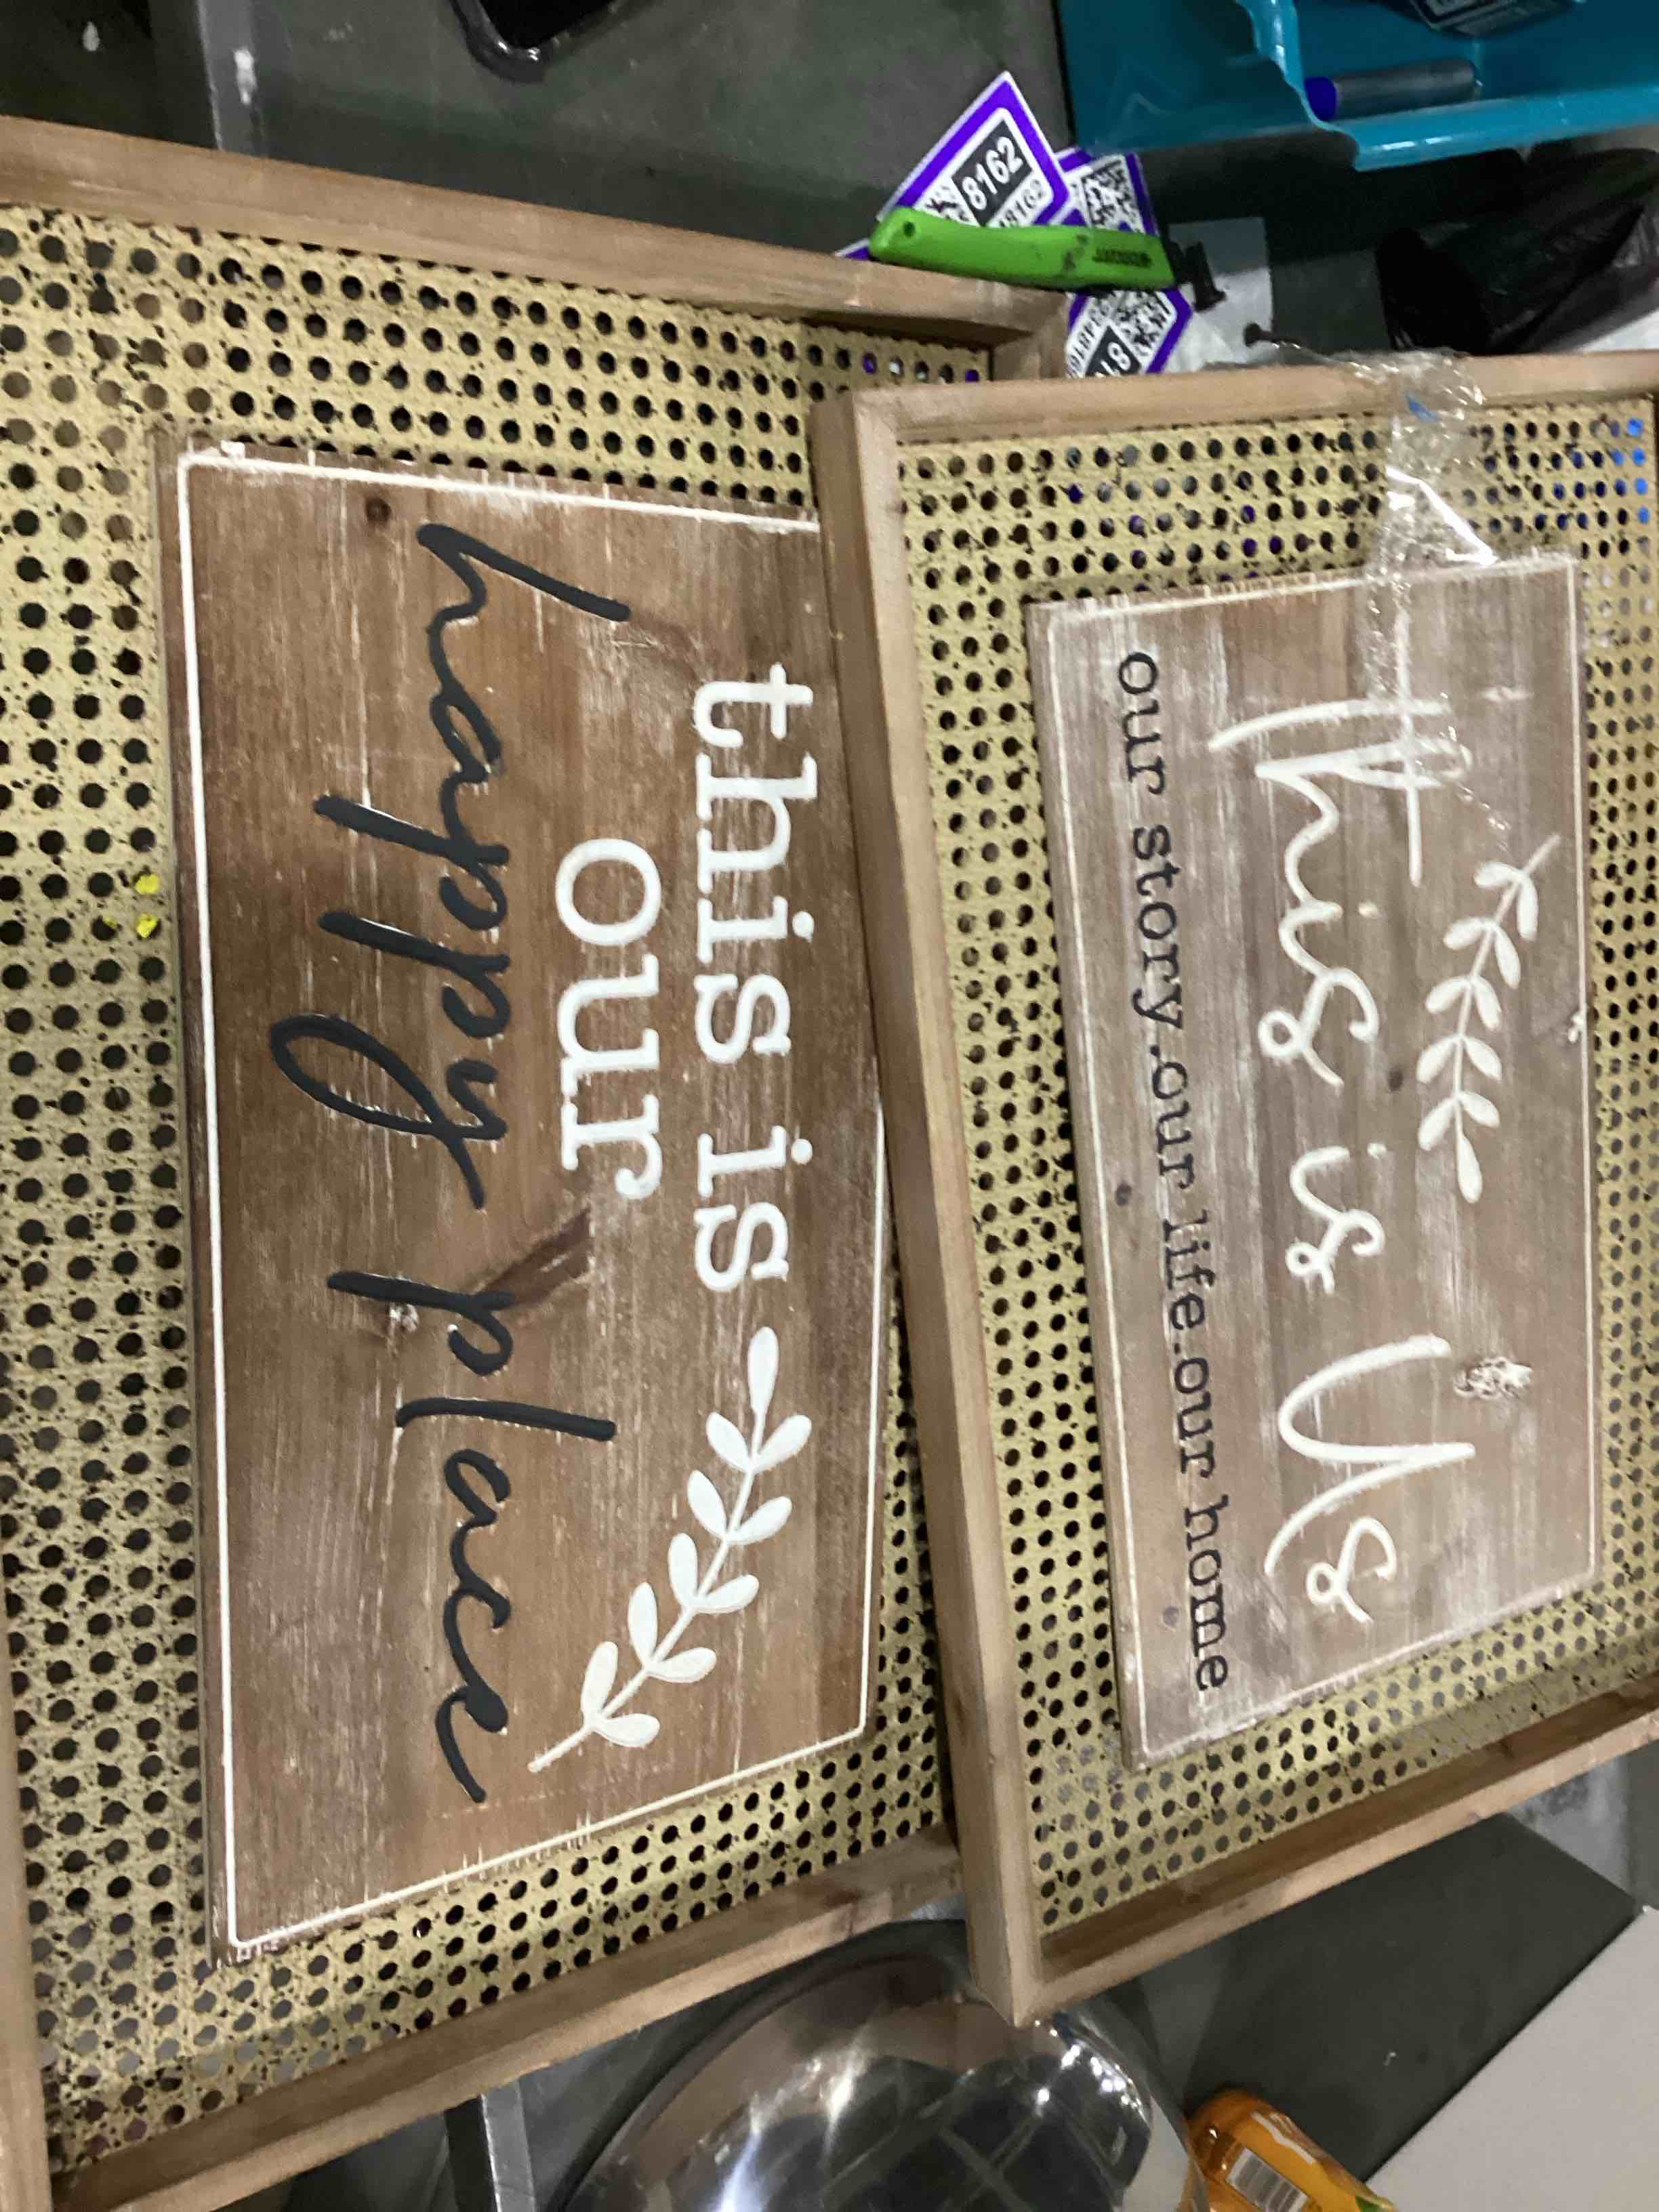 This is Us
our story.our life.our home
this is
our
happy place
8162